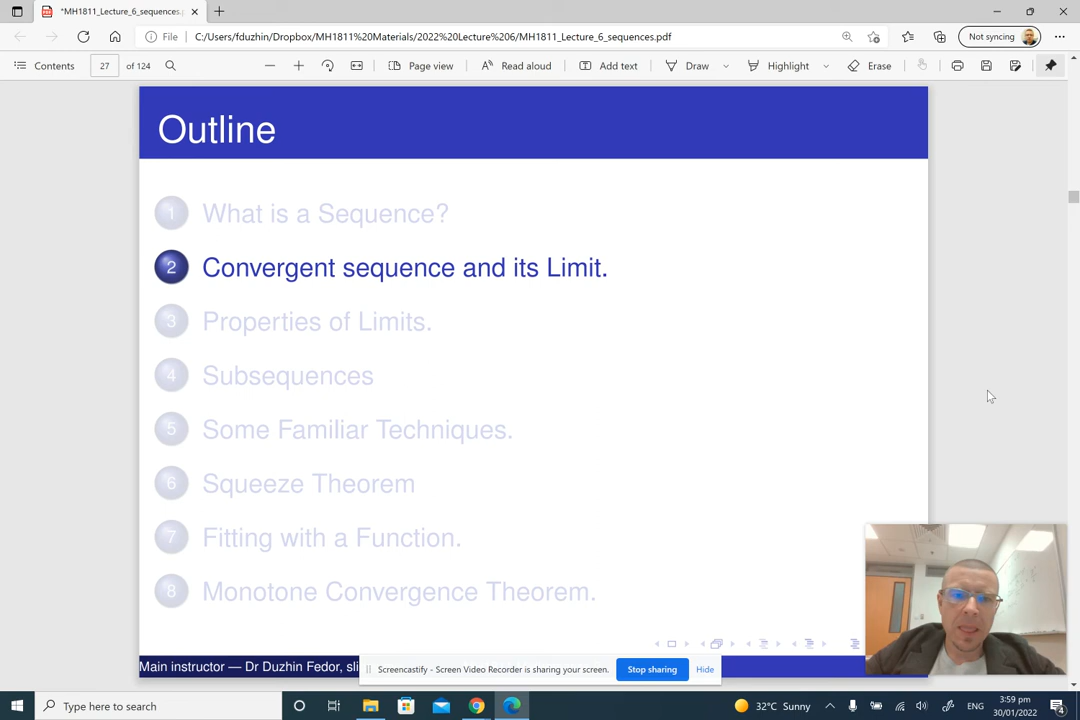 *MH1811_Lecture_6_sequences.p
File
C:/Users/fduzhin/Dropbox/MH1811%20Materials/2022%20Lecture%206/MH1811_Lecture_6_sequences.pdf
Not syncing
Contents
27
of 124
Page view
Read aloud
Add text
Draw
Highlight
Erase
Outline
1 What is a Sequence?
2 Convergent sequence and its Limit.
3 Properties of Limits.
4 Subsequences
5 Some Familiar Techniques.
6 Squeeze Theorem
7 Fitting with a Function.
8 Monotone Convergence Theorem.
Main instructor — Dr Duzhin Fedor, sli
Screencastify - Screen Video Recorder is sharing your screen.
Stop sharing
Hide
Type here to search
32°C Sunny
ENG
3:59 pm
30/01/2022
4